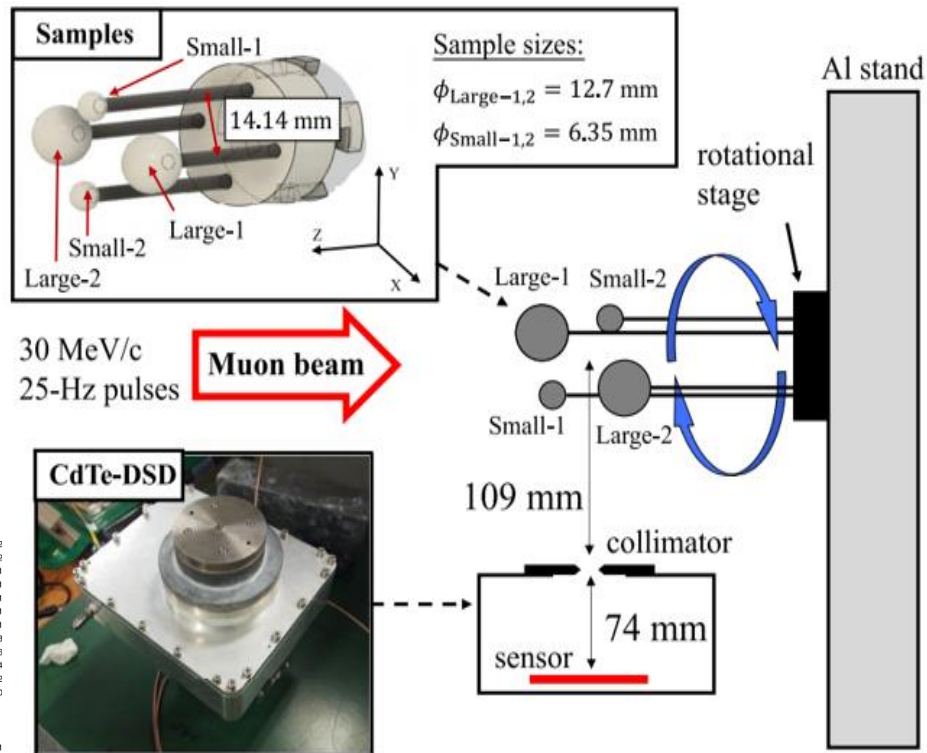 Samples
Small-1
14.14 mm
Small-2
Large-1
Large-2
Y
Z
X
Sample sizes:
ϕLarge−1,2 = 12.7 mm
ϕSmall−1,2 = 6.35 mm
Al stand
rotational
stage
Large-1
Small-2
Small-1
Large-2
30 MeV/c
25-Hz pulses
Muon beam
CdTe-DSD
109 mm
collimator
74 mm
sensor